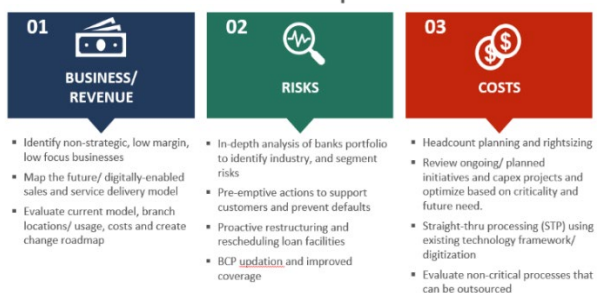 01
BUSINESS/
REVENUE
▪ Identify non-strategic, low margin,
low focus businesses
▪ Map the future/ digitally-enabled
sales and service delivery model
▪ Evaluate current model, branch
locations/ usage, costs and create
change roadmap
02
RISKS
▪ In-depth analysis of banks portfolio
to identify industry, and segment
risks
▪ Pre-emptive actions to support
customers and prevent defaults
▪ Proactive restructuring and
rescheduling loan facilities
▪ BCP updation and improved
coverage
03
$
$
COSTS
▪ Headcount planning and rightsizing
▪ Review ongoing/ planned
initiatives and capex projects and
optimize based on criticality and
future need.
▪ Straight-thru processing (STP) using
existing technology framework/
digitization
▪ Evaluate non-critical processes that
can be outsourced